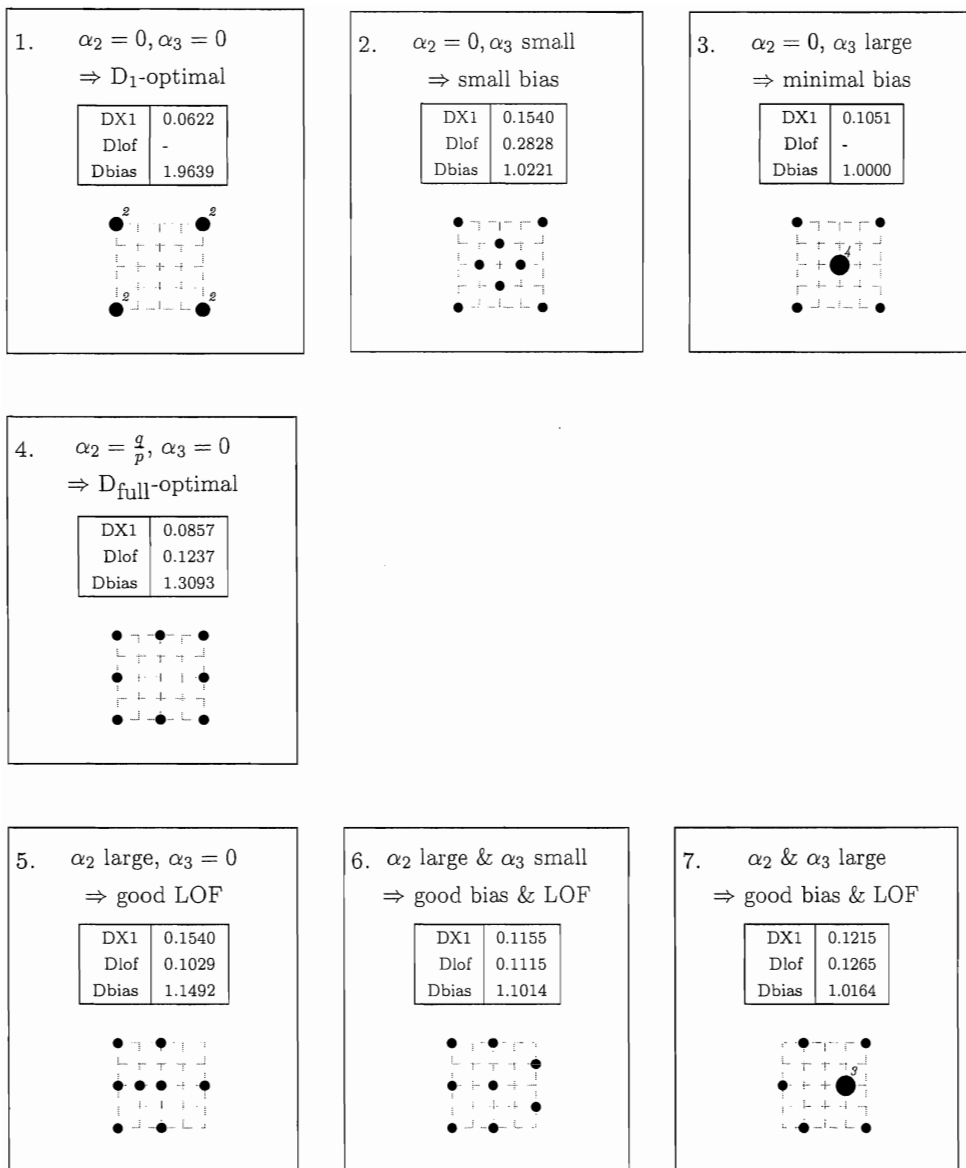 1. α₂ = 0, α₃ = 0
⇒ D₁-optimal
DX1 0.0622
Dlof -
Dbias 1.9639
2 2
2 2
2. α₂ = 0, α₃ small
⇒ small bias
DX1 0.1540
Dlof 0.2828
Dbias 1.0221
3. α₂ = 0, α₃ large
⇒ minimal bias
DX1 0.1051
Dlof -
Dbias 1.0000
4
4. α₂ = q/p, α₃ = 0
⇒ D_full-optimal
DX1 0.0857
Dlof 0.1237
Dbias 1.3093
5. α₂ large, α₃ = 0
⇒ good LOF
DX1 0.1540
Dlof 0.1029
Dbias 1.1492
6. α₂ large & α₃ small
⇒ good bias & LOF
DX1 0.1155
Dlof 0.1115
Dbias 1.1014
7. α₂ & α₃ large
⇒ good bias & LOF
DX1 0.1215
Dlof 0.1265
Dbias 1.0164
3